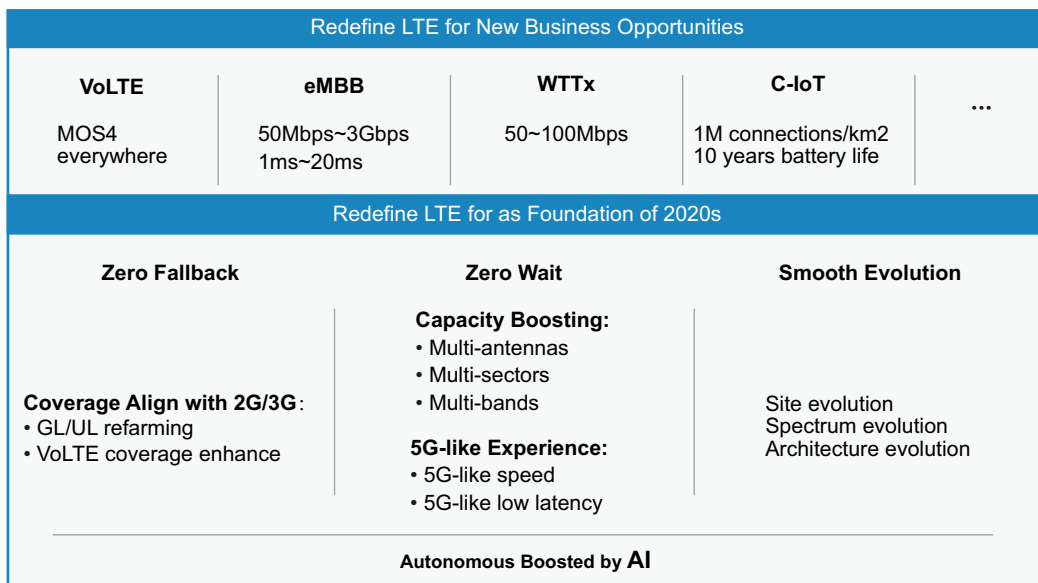 Redefine LTE for New Business Opportunities
VoLTE
MOS4
everywhere
eMBB
50Mbps~3Gbps
1ms~20ms
WTTx
50~100Mbps
C-IoT
1M connections/km2
10 years battery life
...
Redefine LTE for as Foundation of 2020s
Zero Fallback
Coverage Align with 2G/3G:
• GL/UL refarming
• VoLTE coverage enhance
Zero Wait
Capacity Boosting:
• Multi-antennas
• Multi-sectors
• Multi-bands
5G-like Experience:
• 5G-like speed
• 5G-like low latency
Smooth Evolution
Site evolution
Spectrum evolution
Architecture evolution
Autonomous Boosted by AI